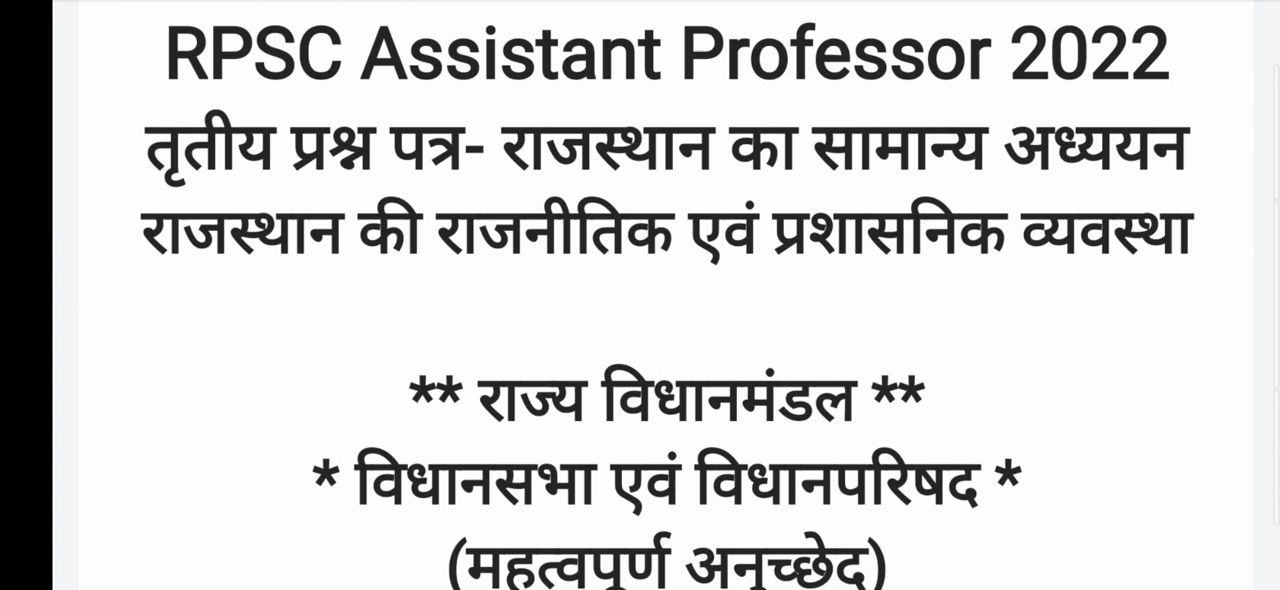 RPSC Assistant Professor 2022
तृतीय प्रश्न पत्र- राजस्थान का सामान्य अध्ययन
राजस्थान की राजनीतिक एवं प्रशासनिक व्यवस्था
** राज्य विधानमंडल **
* विधानसभा एवं विधानपरिषद *
(महत्वपूर्ण अनुच्छेद)